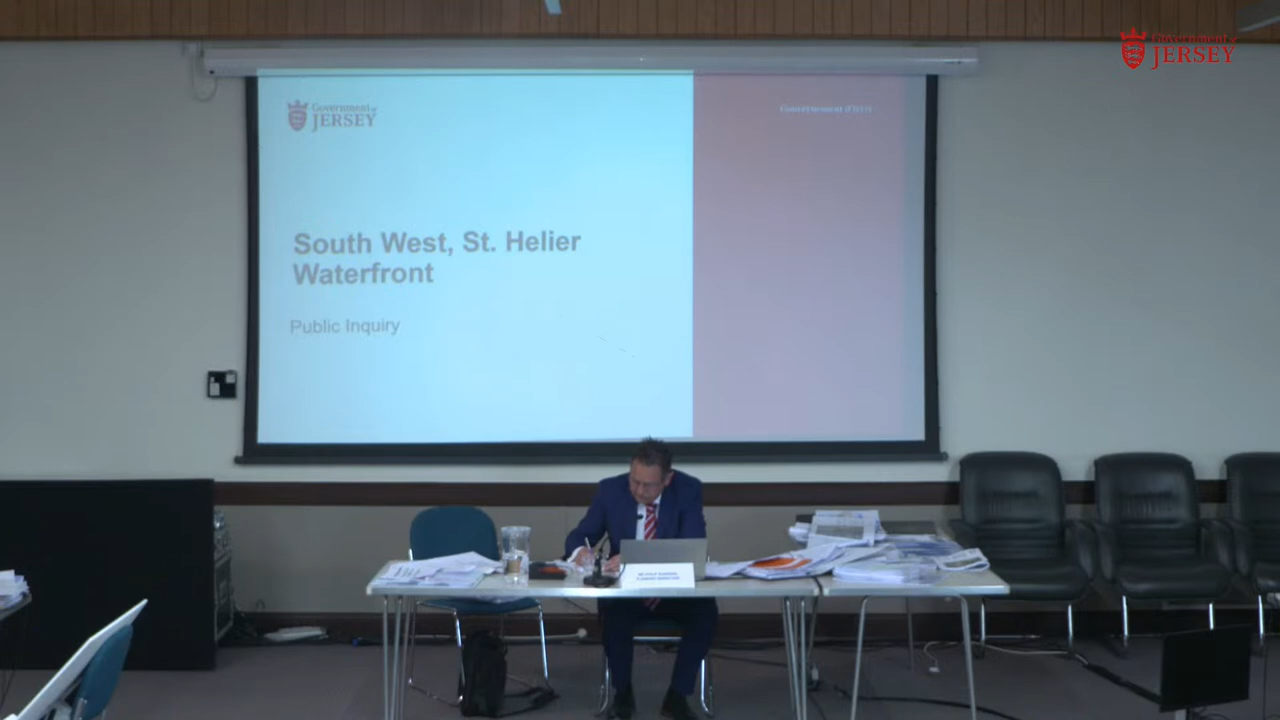 Government of
JERSEY
Government of
JERSEY
South West, St. Helier
Waterfront
Public Inquiry